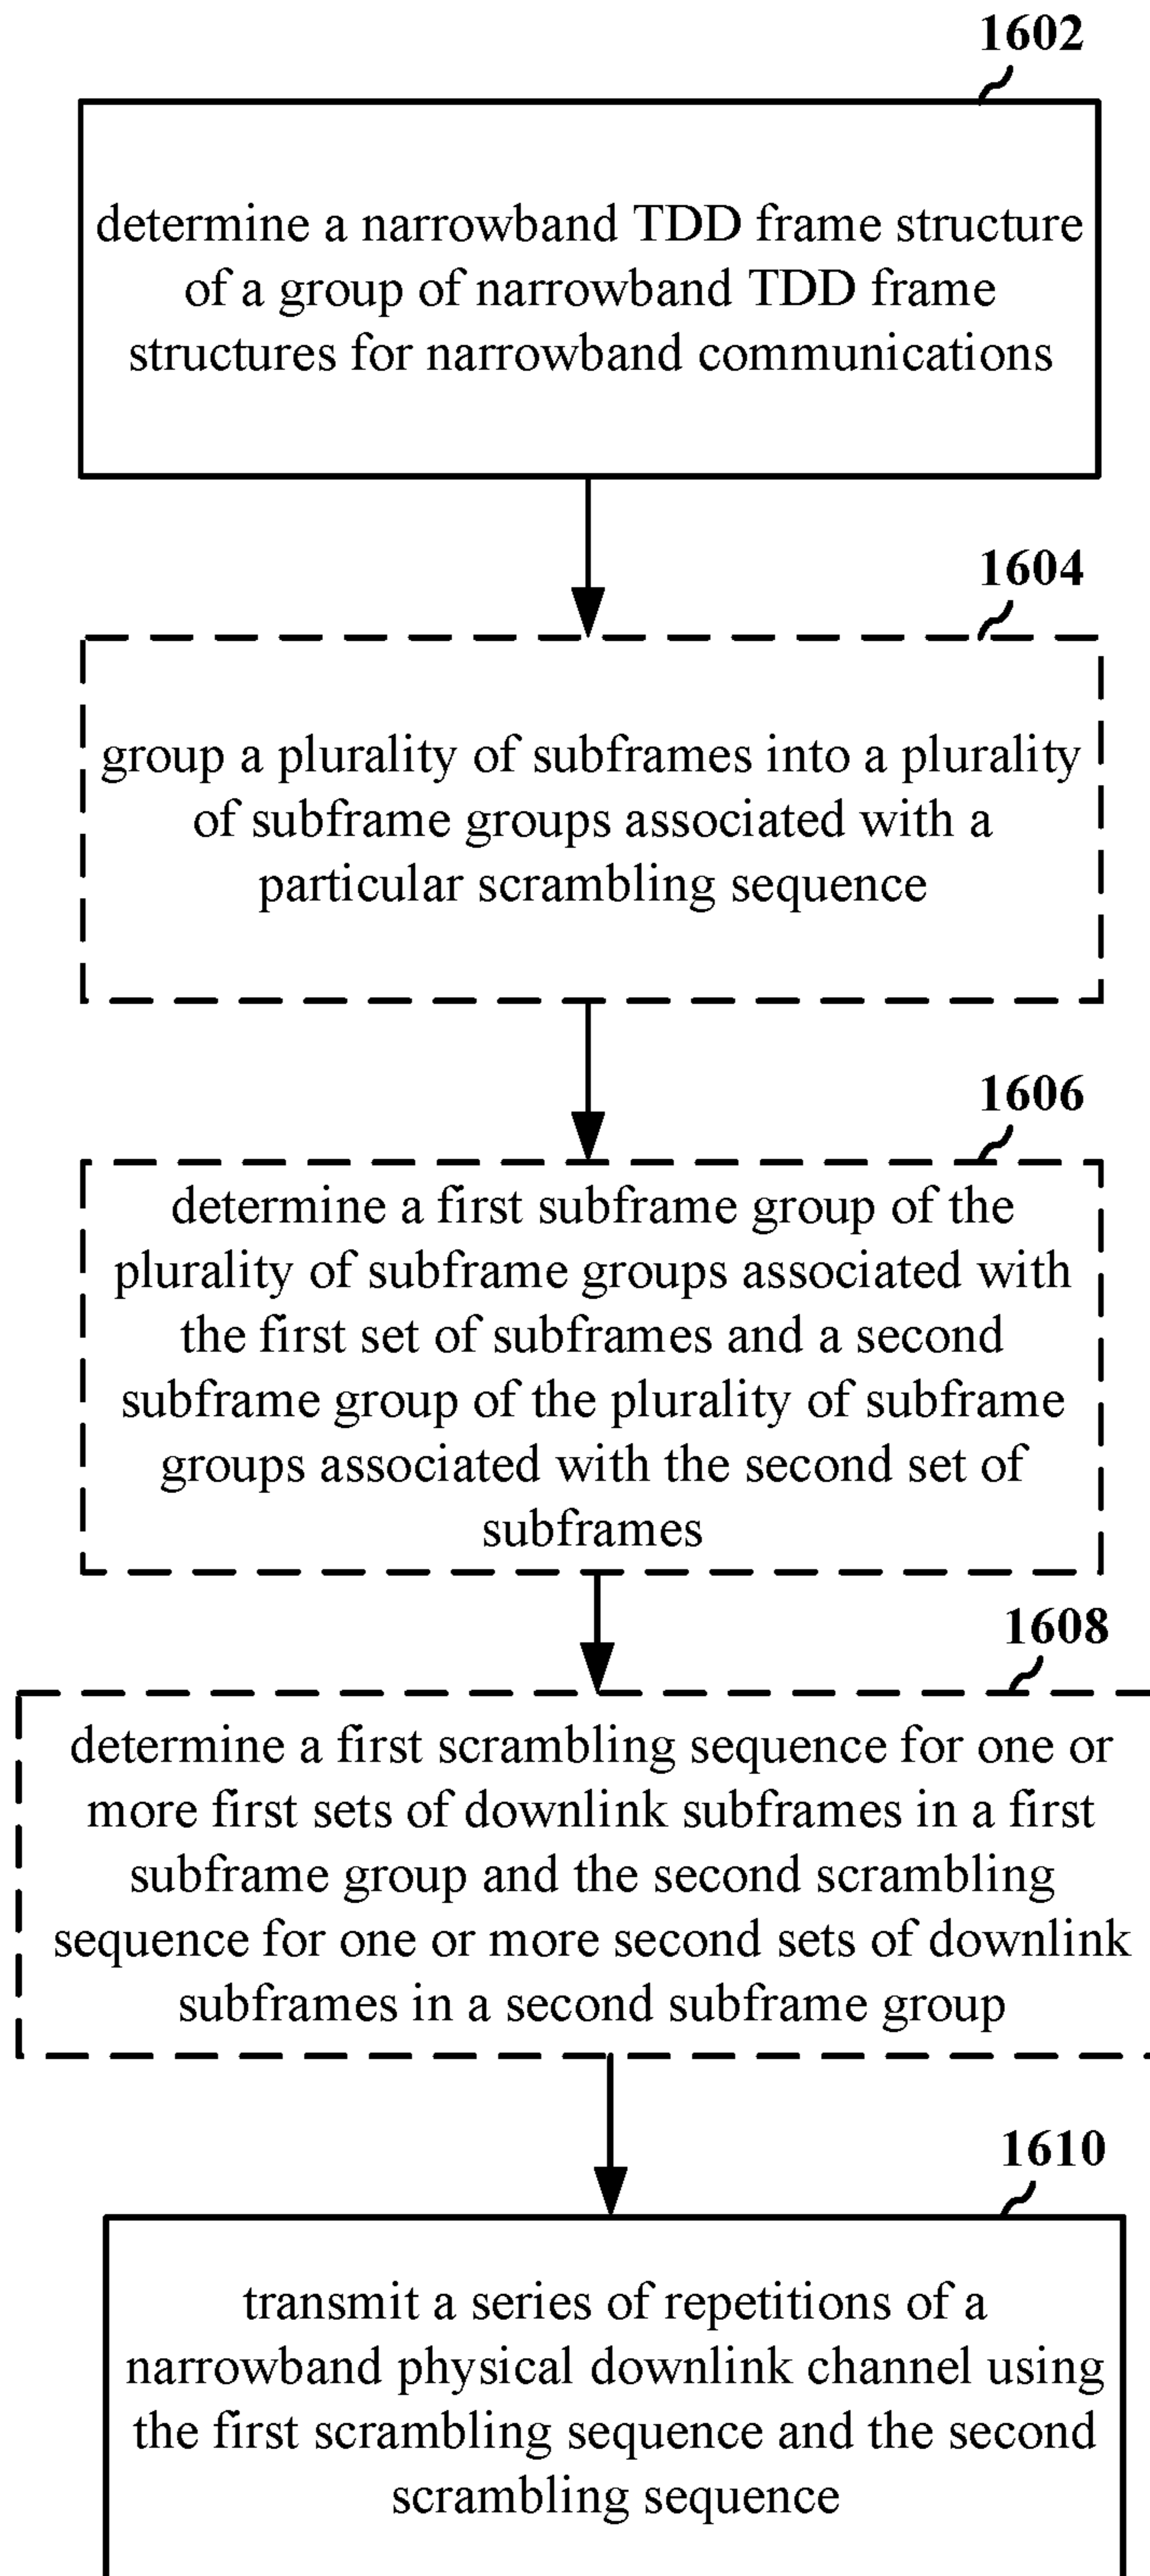 1602
determine a narrowband TDD frame structure
of a group of narrowband TDD frame
structures for narrowband communications
1604
group a plurality of subframes into a plurality
of subframe groups associated with a
particular scrambling sequence
1606
determine a first subframe group of the
plurality of subframe groups associated with
the first set of subframes and a second
subframe group of the plurality of subframe
groups associated with the second set of
subframes
1608
determine a first scrambling sequence for one or
more first sets of downlink subframes in a first
subframe group and the second scrambling
sequence for one or more second sets of downlink
subframes in a second subframe group
1610
transmit a series of repetitions of a
narrowband physical downlink channel using
the first scrambling sequence and the second
scrambling sequence